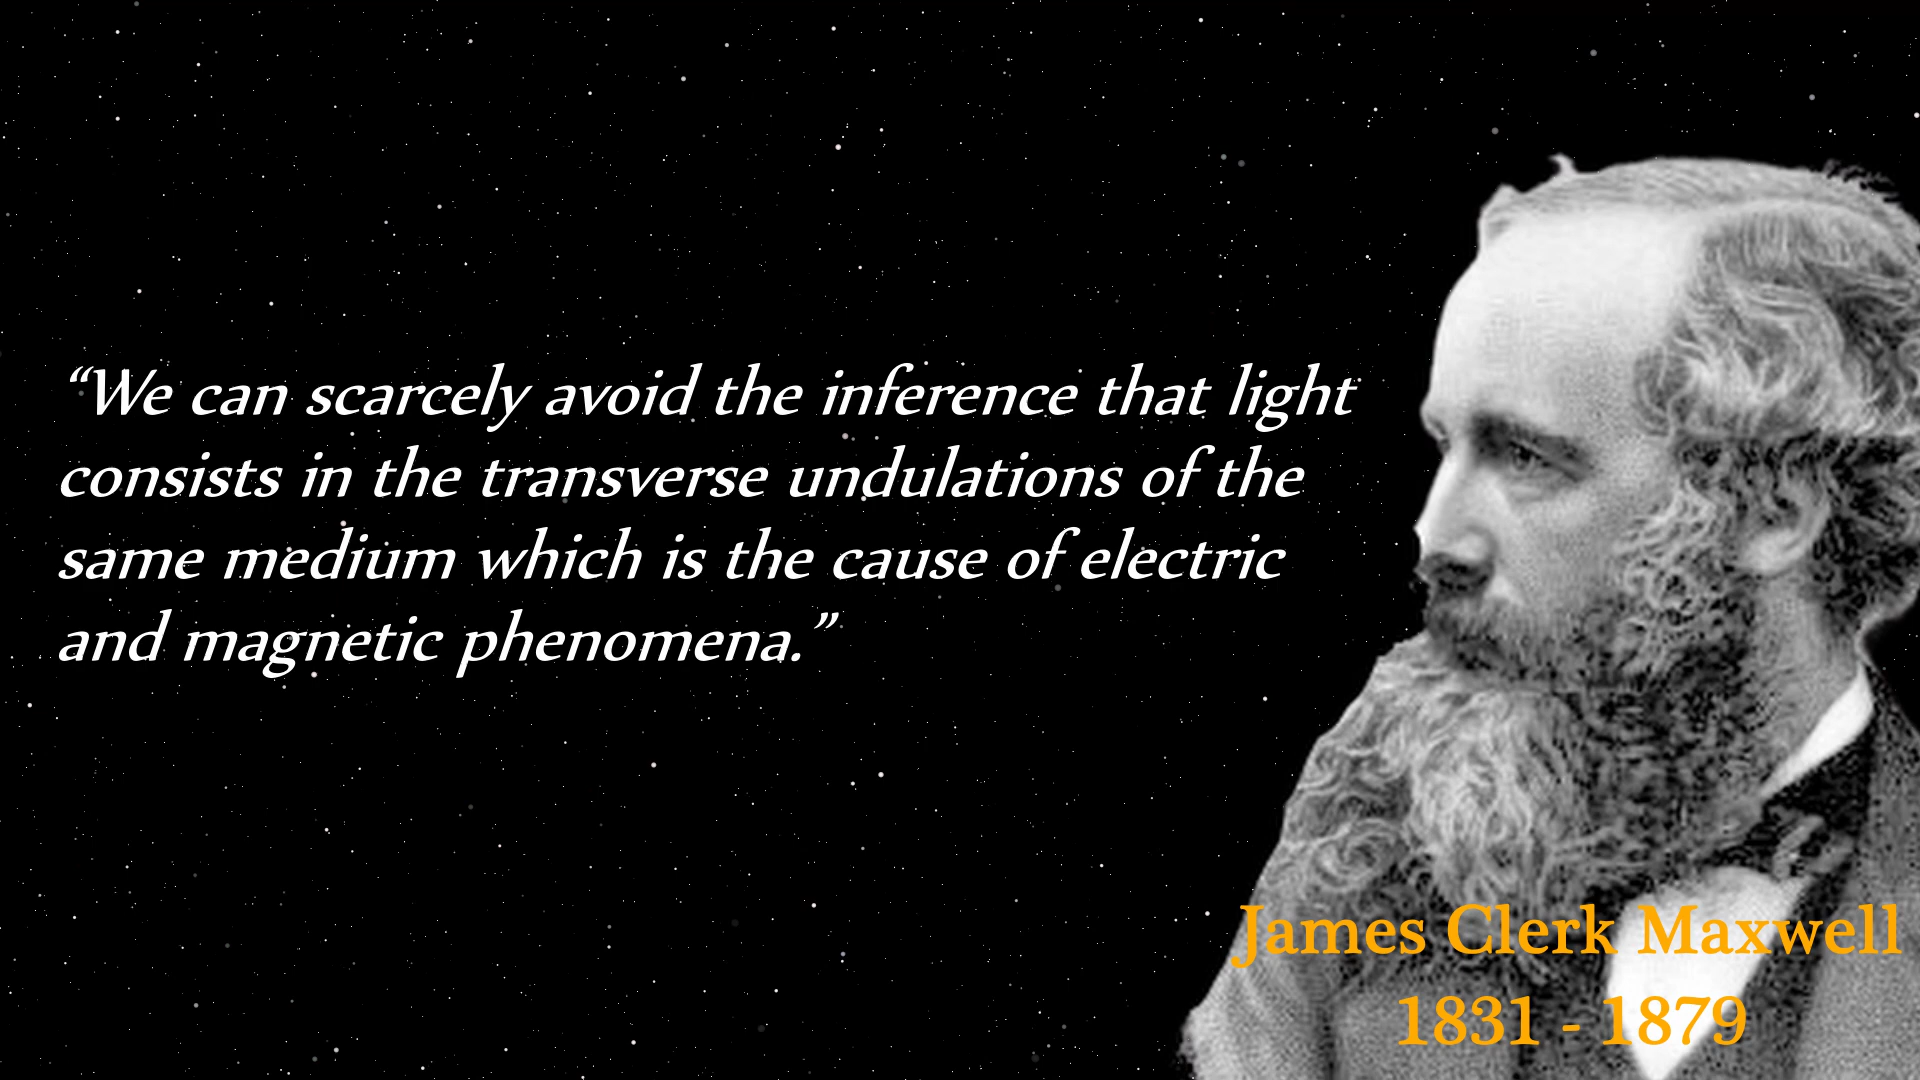 “We can scarcely avoid the inference that light
consists in the transverse undulations of the
same medium which is the cause of electric
and magnetic phenomena.”
James Clerk Maxwell
1831 - 1879